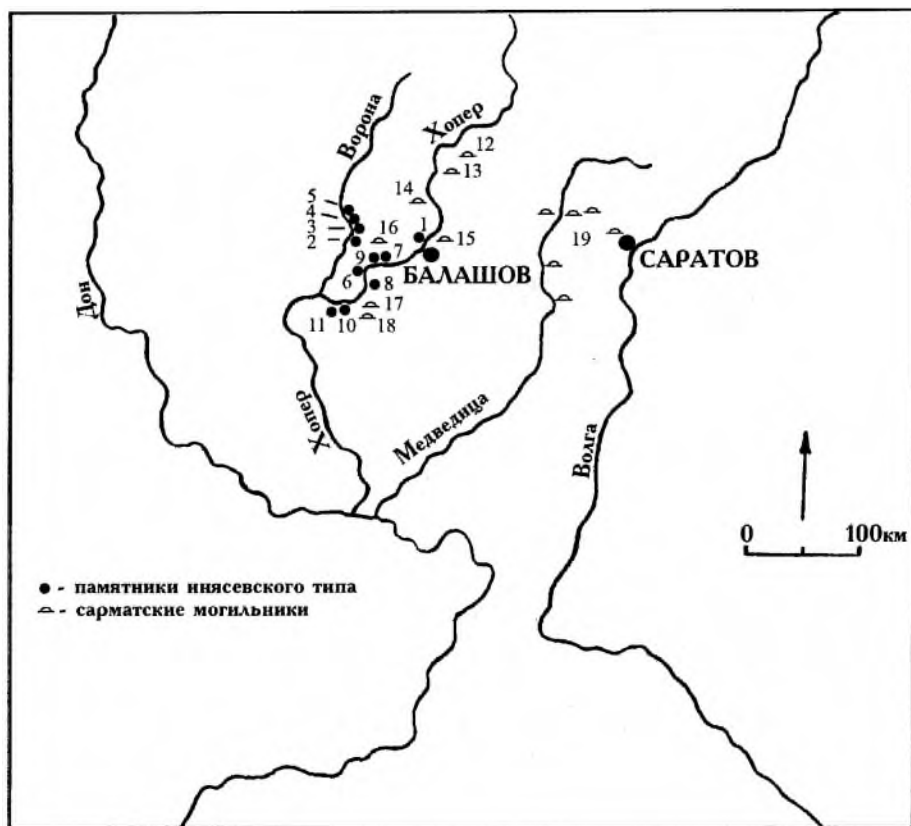 Ворона
Хопер
12
13
5
4
3
2
14
16
1
15
9
7
БАЛАШОВ
6
8
17
11
10
18
19
САРАТОВ
Дон
Хопер
Медведица
Волга
0
100км
● - памятники инясевского типа
- сарматские могильники